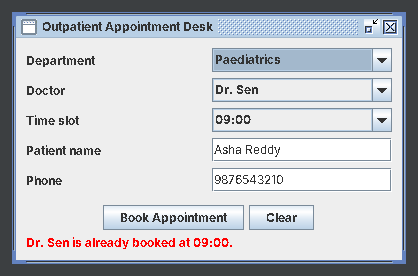 Outpatient Appointment Desk
Department Paediatrics
Doctor Dr. Sen
Time slot 09:00
Patient name Asha Reddy
Phone 9876543210
Book Appointment Clear
Dr. Sen is already booked at 09:00.